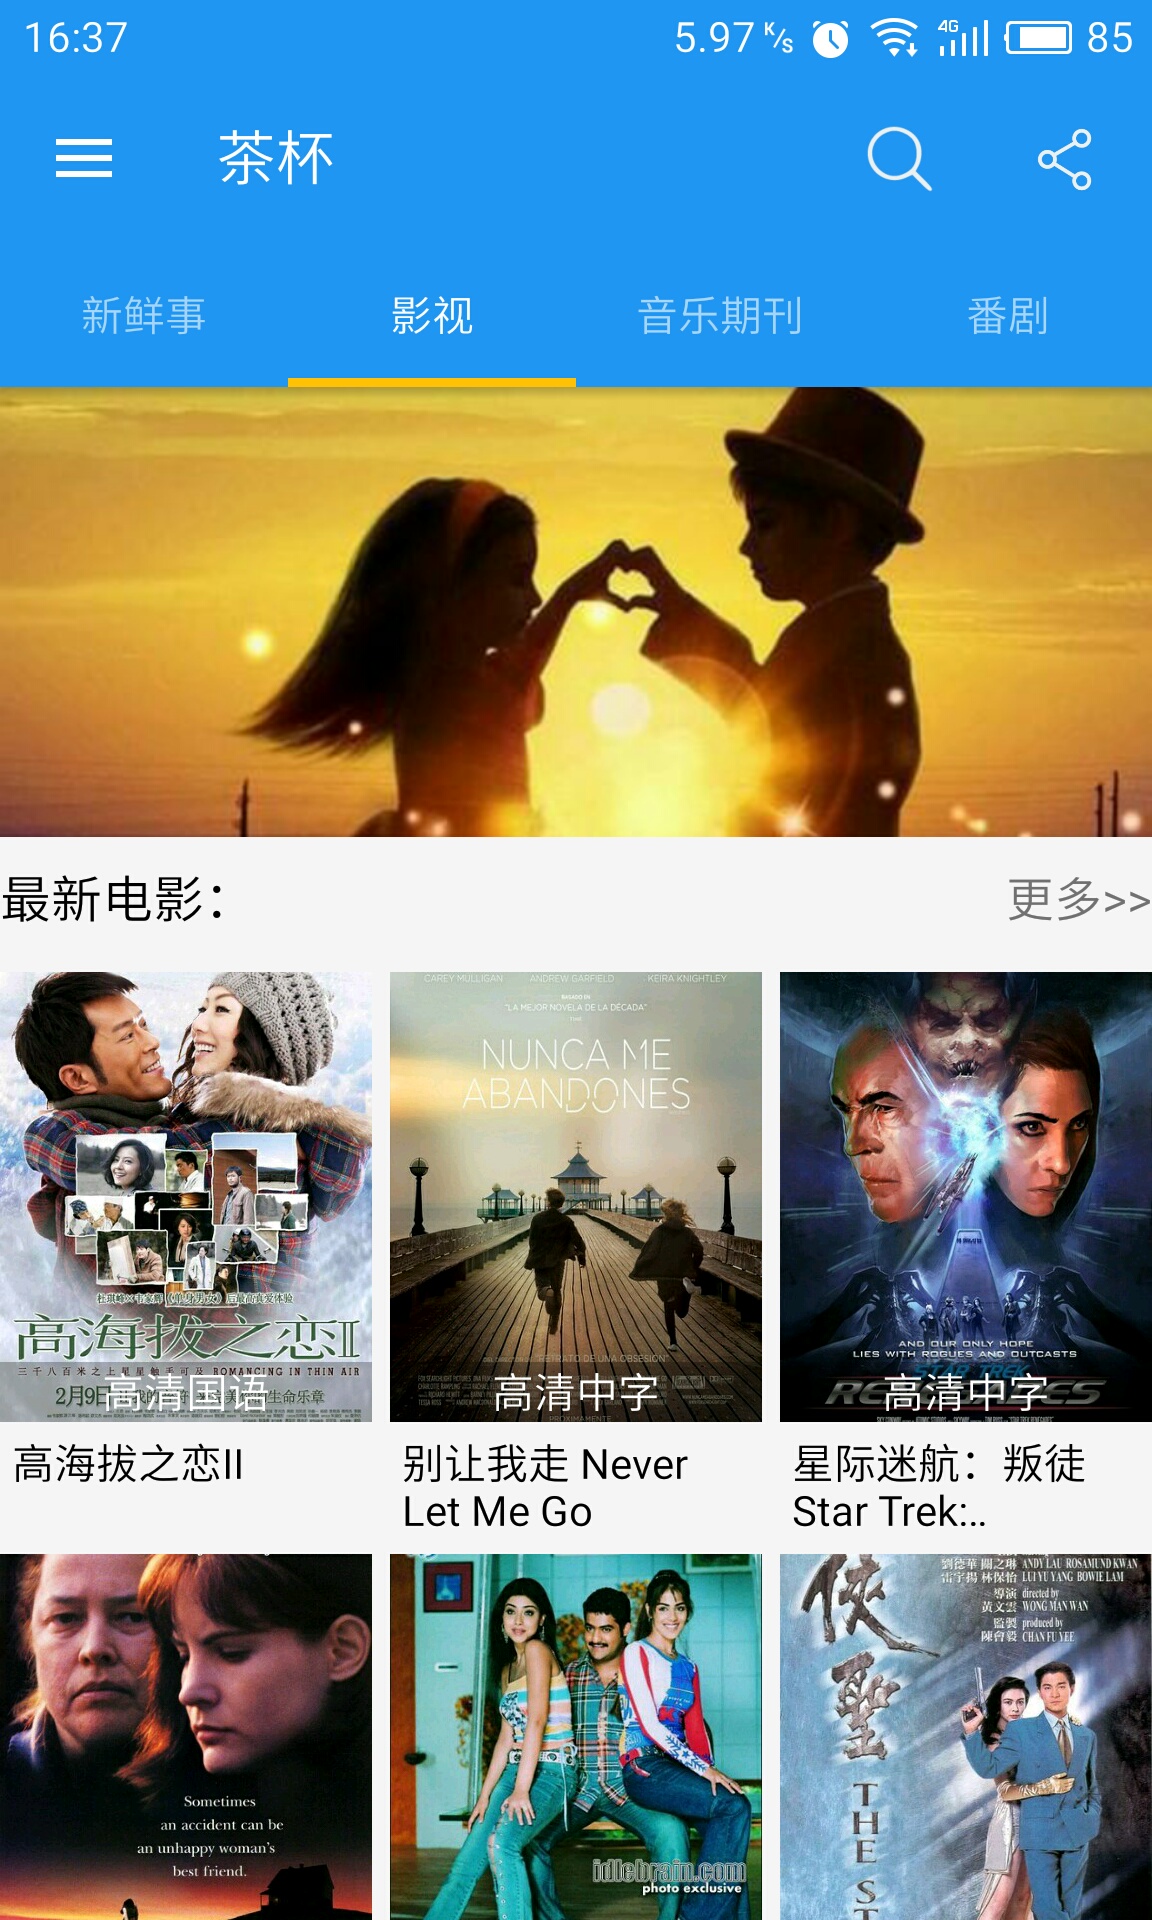 16:37
5.97 K/s
4G
85
茶杯
新鲜事
影视
音乐期刊
番剧
最新电影：
更多>>
杜琪峰×韦家辉《单身男女》后最高真爱体验
高海拔之恋II
三千八百米之上星星触手可及 ROMANCING IN THIN AIR
2月9日
生命乐章
高清国语
高海拔之恋II
CAREY MULLIGAN ANDREW GARFIELD KEIRA KNIGHTLEY
BASADO EN
"LA MEJOR NOVELA DE LA DÉCADA"
TIME
NUNCA ME
ABANDONES
DEL DIRECTOR DE "RETRATO DE UNA OBSESIÓN"
高清中字
PRÓXIMAMENTE
别让我走 Never
Let Me Go
AND OUR ONLY HOPE
LIES WITH ROGUES AND OUTCASTS
STAR TREK
高清中字
星际迷航：叛徒
Star Trek:..
Sometimes
an accident can be
an unhappy woman's
best friend.
idlebrain.com
photo exclusive
劉德華 關之琳 ANDY LAU ROSAMUND KWAN
雷宇揚 林保怡 LUI YU YANG BOWIE LAM
導演 directed by
黃文雲 WONG MAN WAN
監製 produced by
陳會毅 CHAN FU YEE
俠聖
THE ST